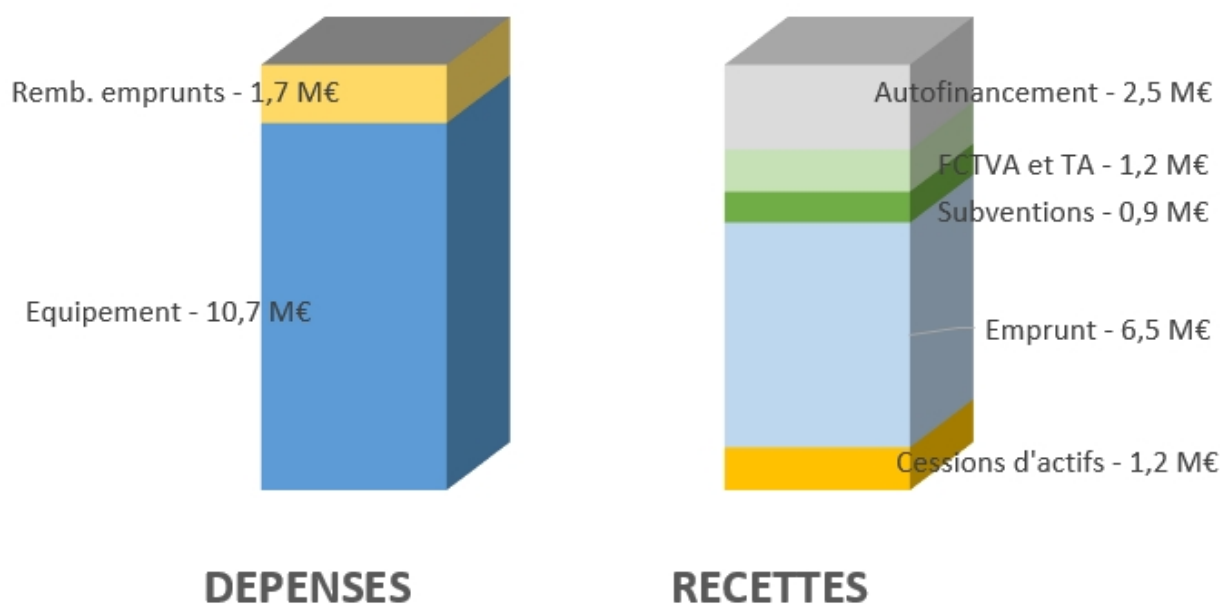 Remb. emprunts - 1,7 M€
Equipement - 10,7 M€
DEPENSES
Autofinancement - 2,5 M€
FCTVA et TA - 1,2 M€
Subventions - 0,9 M€
Emprunt - 6,5 M€
Cessions d'actifs - 1,2 M€
RECETTES